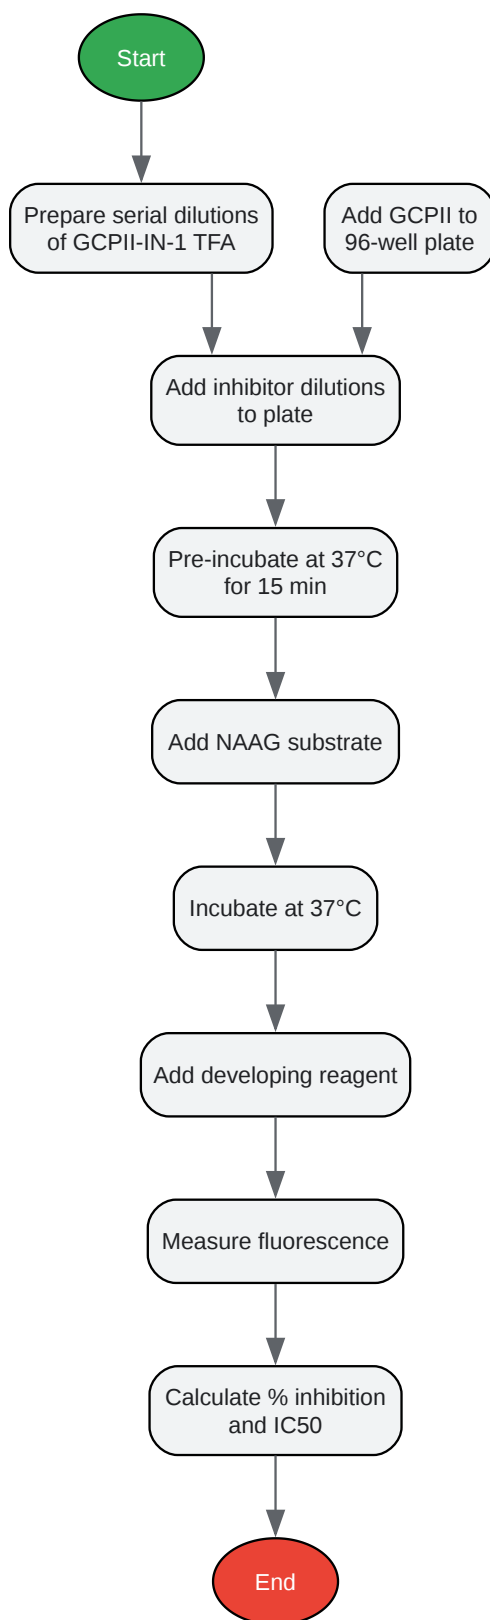 Start
Prepare serial dilutions
of GCPII-IN-1 TFA
Add GCPII to
96-well plate
Add inhibitor dilutions
to plate
Pre-incubate at 37°C
for 15 min
Add NAAG substrate
Incubate at 37°C
Add developing reagent
Measure fluorescence
Calculate % inhibition
and IC50
End